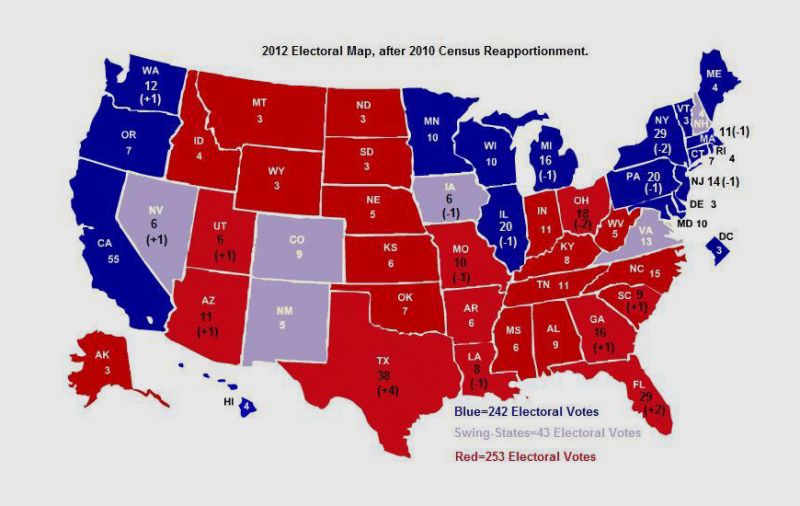 2012 Electoral Map, after 2010 Census Reapportionment.
WA
12
(+1)
OR
7
CA 55
NV
6
(+1)
ID
4
MT
3
WY
3
UT
6
(+1)
AZ
11
(+1)
CO
9
NM
5
ND
3
SD
3
NE
5
KS
6
OK
7
TX
38
(+4)
MN
10
IA
6
(-1)
MO
10
(-1)
AR
6
LA
8
(-1)
WI
10
IL
20
(-1)
MI
16
(-1)
IN
11
OH
18
(-2)
KY
8
TN 11
MS
6
AL
9
GA
16
(+1)
FL
29
(+2)
SC 9
(+1)
NC 15
VA
13
WV
5
PA 20
(-1)
NY
29
(-2)
VT
3
4
NH
ME
4
MA
11(-1)
RI 4
CT 7
NJ 14(-1)
DE 3
MD 10
DC
3
AK
3
HI 4
Blue=242 Electoral Votes
Swing-States=43 Electoral Votes
Red=253 Electoral Votes